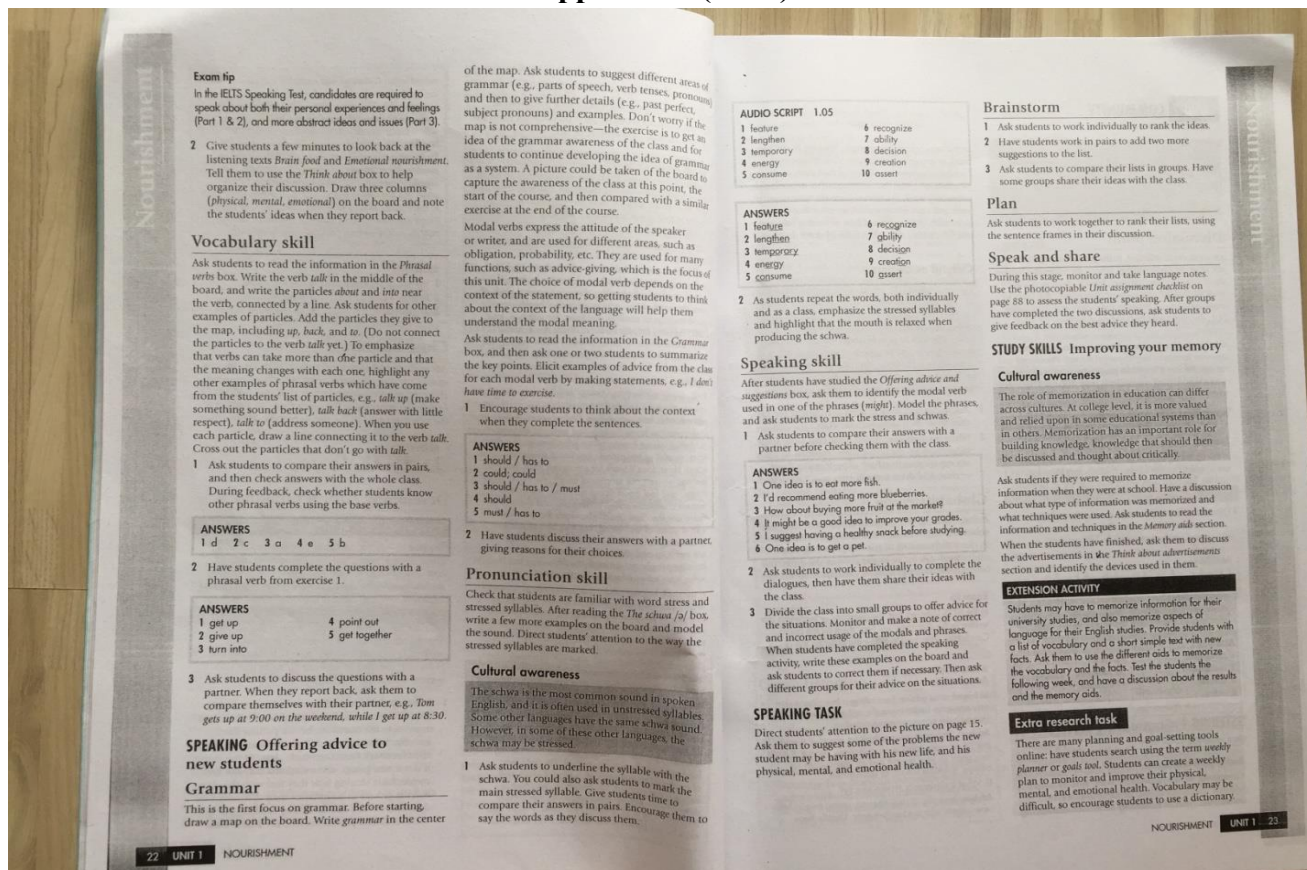 Nourishment
Exam tip
In the IELTS Speaking Test, candidates are required to
speak about both their personal experiences and feelings
(Part 1 & 2), and more abstract ideas and issues (Part 3).
2 Give students a few minutes to look back at the
listening texts Brain food and Emotional nourishment.
Tell them to use the Think about box to help
organize their discussion. Draw three columns
(physical, mental, emotional) on the board and note
the students' ideas when they report back.
Vocabulary skill
Ask students to read the information in the Phrasal
verbs box. Write the verb talk in the middle of the
board, and write the particles about and into near
the verb, connected by a line. Ask students for other
examples of particles. Add the particles they give to
the map, including up, back, and to. (Do not connect
the particles to the verb talk yet.) To emphasize
that verbs can take more than one particle and that
the meaning changes with each one, highlight any
other examples of phrasal verbs which have come
from the students' list of particles, e.g., talk up (make
something sound better), talk back (answer with little
respect), talk to (address someone). When you use
each particle, draw a line connecting it to the verb talk.
Cross out the particles that don't go with talk.
1 Ask students to compare their answers in pairs,
and then check answers with the whole class.
During feedback, check whether students know
other phrasal verbs using the base verbs.
ANSWERS
1 d 2 c 3 a 4 e 5 b
2 Have students complete the questions with a
phrasal verb from exercise 1.
ANSWERS
1 get up 4 point out
2 give up 5 get together
3 turn into
3 Ask students to discuss the questions with a
partner. When they report back, ask them to
compare themselves with their partner, e.g., Tom
gets up at 9:00 on the weekend, while I get up at 8:30.
SPEAKING Offering advice to
new students
Grammar
This is the first focus on grammar. Before starting,
draw a map on the board. Write grammar in the center
22 UNIT 1 NOURISHMENT
of the map. Ask students to suggest different areas of
grammar (e.g., parts of speech, verb tenses, pronouns)
and then to give further details (e.g., past perfect,
subject pronouns) and examples. Don't worry if the
map is not comprehensive—the exercise is to get an
idea of the grammar awareness of the class and for
students to continue developing the idea of grammar
as a system. A picture could be taken of the board to
capture the awareness of the class at this point, the
start of the course, and then compared with a similar
exercise at the end of the course.
Modal verbs express the attitude of the speaker
or writer, and are used for different areas, such as
obligation, probability, etc. They are used for many
functions, such as advice-giving, which is the focus of
this unit. The choice of modal verb depends on the
context of the statement, so getting students to think
about the context of the language will help them
understand the modal meaning.
Ask students to read the information in the Grammar
box, and then ask one or two students to summarize
the key points. Elicit examples of advice from the class
for each modal verb by making statements, e.g., I don't
have time to exercise.
1 Encourage students to think about the context
when they complete the sentences.
ANSWERS
1 should / has to
2 could; could
3 should / has to / must
4 should
5 must / has to
2 Have students discuss their answers with a partner,
giving reasons for their choices.
Pronunciation skill
Check that students are familiar with word stress and
stressed syllables. After reading the The schwa /ə/ box,
write a few more examples on the board and model
the sound. Direct students' attention to the way the
stressed syllables are marked.
Cultural awareness
The schwa is the most common sound in spoken
English, and it is often used in unstressed syllables.
Some other languages have the same schwa sound.
However, in some of these other languages, the
schwa may be stressed.
1 Ask students to underline the syllable with the
schwa. You could also ask students to mark the
main stressed syllable. Give students time to
compare their answers in pairs. Encourage them to
say the words as they discuss them.
AUDIO SCRIPT 1.05
1 feature 6 recognize
2 lengthen 7 ability
3 temporary 8 decision
4 energy 9 creation
5 consume 10 assert
ANSWERS
1 feature 6 recognize
2 lengthen 7 ability
3 temporary 8 decision
4 energy 9 creation
5 consume 10 assert
2 As students repeat the words, both individually
and as a class, emphasize the stressed syllables
and highlight that the mouth is relaxed when
producing the schwa.
Speaking skill
After students have studied the Offering advice and
suggestions box, ask them to identify the modal verb
used in one of the phrases (might). Model the phrases,
and ask students to mark the stress and schwas.
1 Ask students to compare their answers with a
partner before checking them with the class.
ANSWERS
1 One idea is to eat more fish.
2 I'd recommend eating more blueberries.
3 How about buying more fruit at the market?
4 It might be a good idea to improve your grades.
5 I suggest having a healthy snack before studying.
6 One idea is to get a pet.
2 Ask students to work individually to complete the
dialogues, then have them share their ideas with
the class.
3 Divide the class into small groups to offer advice for
the situations. Monitor and make a note of correct
and incorrect usage of the modals and phrases.
When students have completed the speaking
activity, write these examples on the board and
ask students to correct them if necessary. Then ask
different groups for their advice on the situations.
SPEAKING TASK
Direct students' attention to the picture on page 15.
Ask them to suggest some of the problems the new
student may be having with his new life, and his
physical, mental, and emotional health.
Brainstorm
1 Ask students to work individually to rank the ideas.
2 Have students work in pairs to add two more
suggestions to the list.
3 Ask students to compare their lists in groups. Have
some groups share their ideas with the class.
Plan
Ask students to work together to rank their lists, using
the sentence frames in their discussion.
Speak and share
During this stage, monitor and take language notes.
Use the photocopiable Unit assignment checklist on
page 88 to assess the students' speaking. After groups
have completed the two discussions, ask students to
give feedback on the best advice they heard.
STUDY SKILLS Improving your memory
Cultural awareness
The role of memorization in education can differ
across cultures. At college level, it is more valued
and relied upon in some educational systems than
in others. Memorization has an important role for
building knowledge, knowledge that should then
be discussed and thought about critically.
Ask students if they were required to memorize
information when they were at school. Have a discussion
about what type of information was memorized and
what techniques were used. Ask students to read the
information and techniques in the Memory aids section.
When the students have finished, ask them to discuss
the advertisements in the Think about advertisements
section and identify the devices used in them.
EXTENSION ACTIVITY
Students may have to memorize information for their
university studies, and also memorize aspects of
language for their English studies. Provide students with
a list of vocabulary and a short simple text with new
facts. Ask them to use the different aids to memorize
the vocabulary and the facts. Test the students the
following week, and have a discussion about the results
and the memory aids.
Extra research task
There are many planning and goal-setting tools
online: have students search using the term weekly
planner or goals tool. Students can create a weekly
plan to monitor and improve their physical,
mental, and emotional health. Vocabulary may be
difficult, so encourage students to use a dictionary.
NOURISHMENT UNIT 1 23
Nourishment